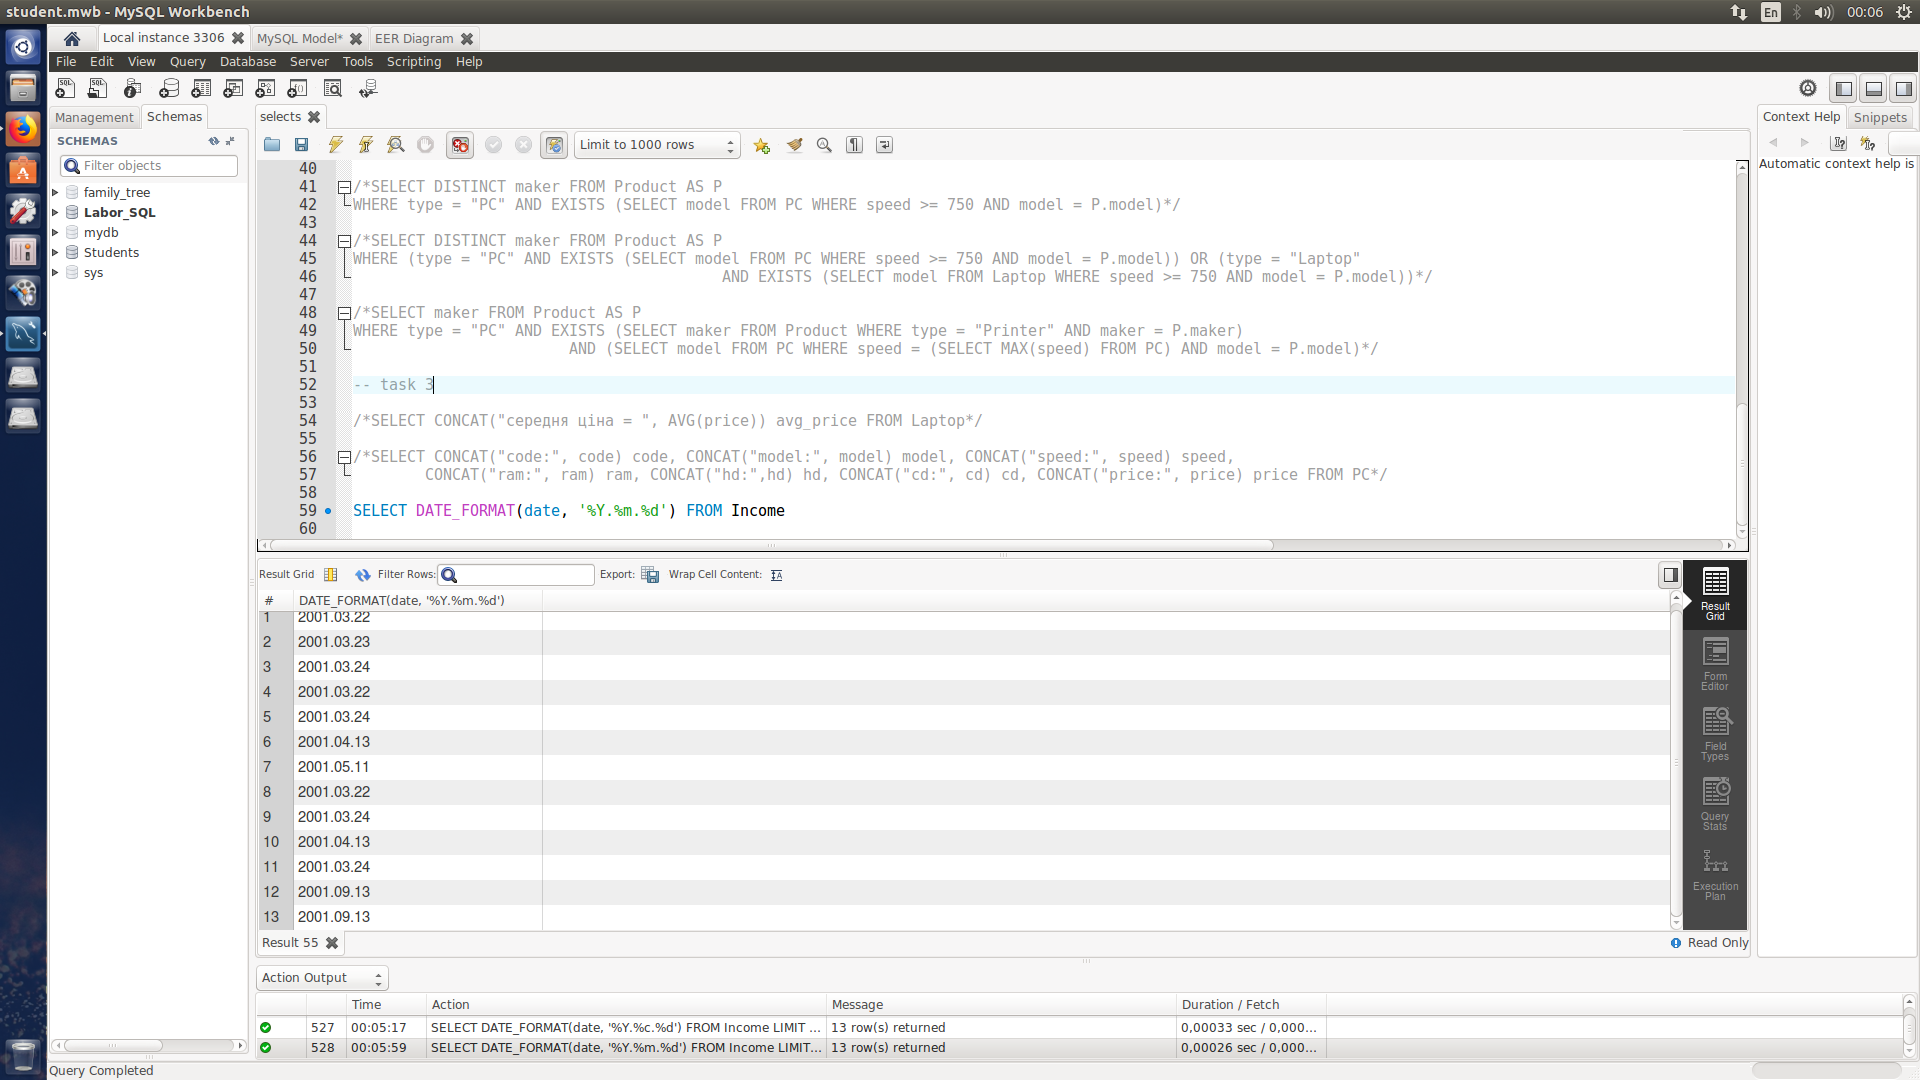 student.mwb - MySQL Workbench
En
00:06
Local instance 3306
MySQL Model*
EER Diagram
File Edit View Query Database Server Tools Scripting Help
Management
Schemas
SCHEMAS
Filter objects
family_tree
Labor_SQL
mydb
Students
sys
selects
Limit to 1000 rows
40
41 /*SELECT DISTINCT maker FROM Product AS P
42 WHERE type = "PC" AND EXISTS (SELECT model FROM PC WHERE speed >= 750 AND model = P.model)*/
43
44 /*SELECT DISTINCT maker FROM Product AS P
45 WHERE (type = "PC" AND EXISTS (SELECT model FROM PC WHERE speed >= 750 AND model = P.model)) OR (type = "Laptop"
46 AND EXISTS (SELECT model FROM Laptop WHERE speed >= 750 AND model = P.model))*/
47
48 /*SELECT maker FROM Product AS P
49 WHERE type = "PC" AND EXISTS (SELECT maker FROM Product WHERE type = "Printer" AND maker = P.maker)
50 AND (SELECT model FROM PC WHERE speed = (SELECT MAX(speed) FROM PC) AND model = P.model)*/
51
52 -- task 3
53
54 /*SELECT CONCAT("середня ціна = ", AVG(price)) avg_price FROM Laptop*/
55
56 /*SELECT CONCAT("code:", code) code, CONCAT("model:", model) model, CONCAT("speed:", speed) speed,
57 CONCAT("ram:", ram) ram, CONCAT("hd:",hd) hd, CONCAT("cd:", cd) cd, CONCAT("price:", price) price FROM PC*/
58
59 SELECT DATE_FORMAT(date, '%Y.%m.%d') FROM Income
60
Result Grid
Filter Rows:
Export:
Wrap Cell Content:
# DATE_FORMAT(date, '%Y.%m.%d')
1 2001.03.22
2 2001.03.23
3 2001.03.24
4 2001.03.22
5 2001.03.24
6 2001.04.13
7 2001.05.11
8 2001.03.22
9 2001.03.24
10 2001.04.13
11 2001.03.24
12 2001.09.13
13 2001.09.13
Result Grid
Form Editor
Field Types
Query Stats
Execution Plan
Result 55
Read Only
Context Help
Snippets
Automatic context help is
Action Output
Time Action Message Duration / Fetch
527 00:05:17 SELECT DATE_FORMAT(date, '%Y.%c.%d') FROM Income LIMIT ... 13 row(s) returned 0,00033 sec / 0,000...
528 00:05:59 SELECT DATE_FORMAT(date, '%Y.%m.%d') FROM Income LIMIT... 13 row(s) returned 0,00026 sec / 0,000...
Query Completed